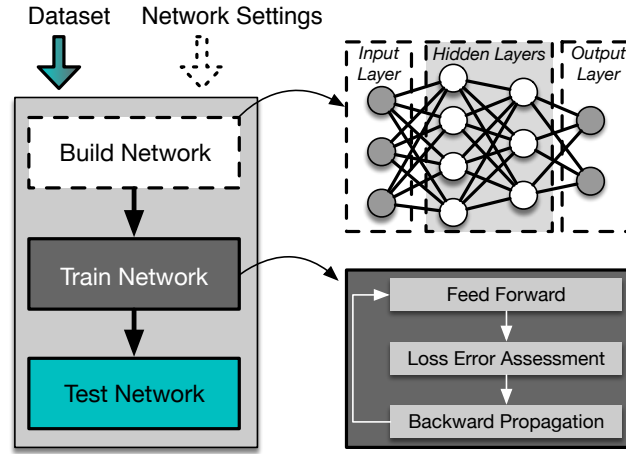 Dataset
Network Settings
Build Network
Train Network
Test Network
Input
Layer
Hidden Layers
Output
Layer
Feed Forward
Loss Error Assessment
Backward Propagation